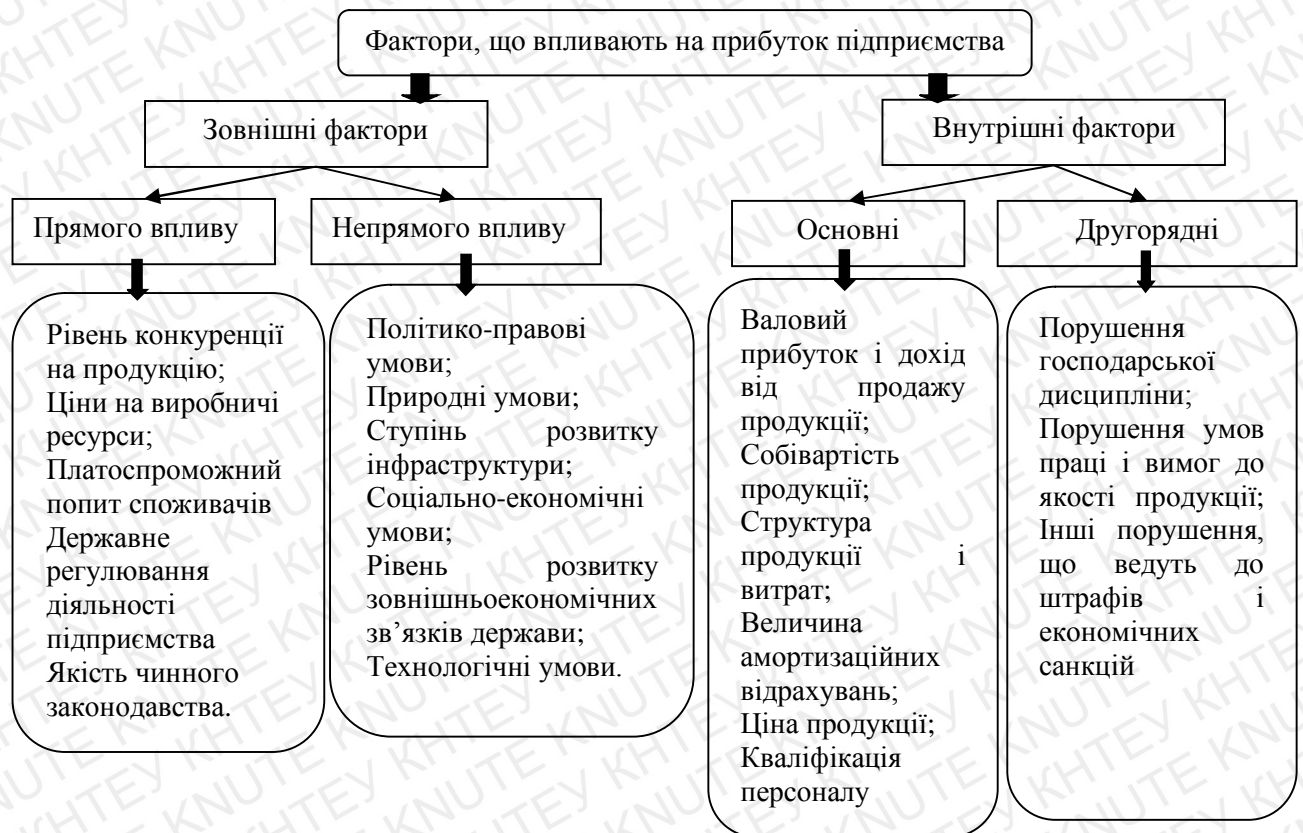 Фактори, що впливають на прибуток підприємства
Зовнішні фактори
Внутрішні фактори
Прямого впливу
Непрямого впливу
Основні
Другорядні
Рівень конкуренції
на продукцію;
Ціни на виробничі
ресурси;
Платоспроможний
попит споживачів
Державне
регулювання
діяльності
підприємства
Якість чинного
законодавства.
Політико-правові
умови;
Природні умови;
Ступінь розвитку
інфраструктури;
Соціально-економічні
умови;
Рівень розвитку
зовнішньоекономічних
зв’язків держави;
Технологічні умови.
Валовий
прибуток і дохід
від продажу
продукції;
Собівартість
продукції;
Структура
продукції і
витрат;
Величина
амортизаційних
відрахувань;
Ціна продукції;
Кваліфікація
персоналу
Порушення
господарської
дисципліни;
Порушення умов
праці і вимог до
якості продукції;
Інші порушення,
що ведуть до
штрафів і
економічних
санкцій